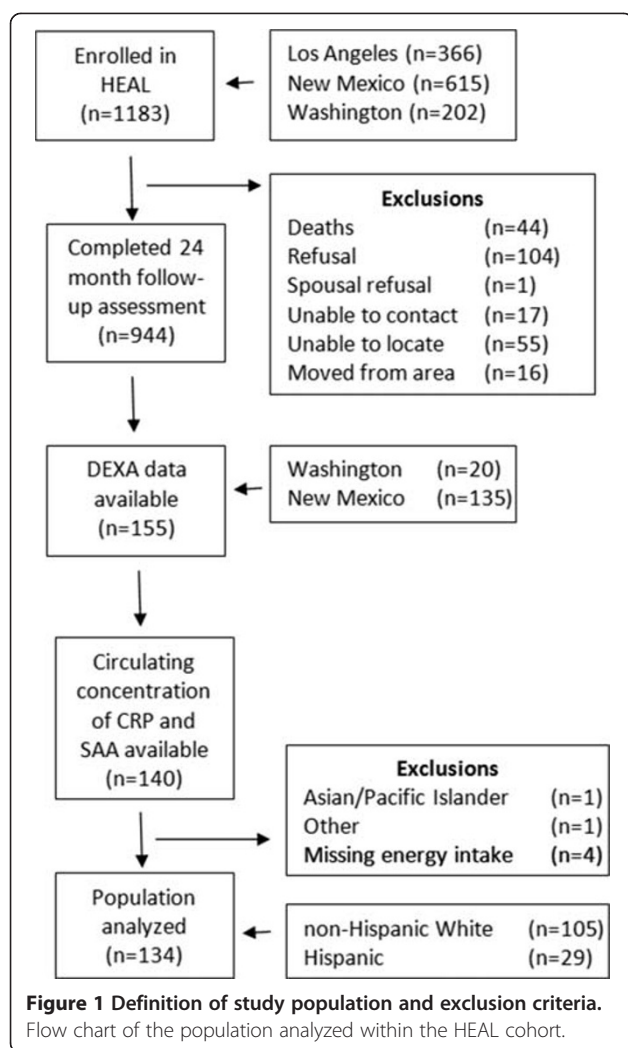 Enrolled in
HEAL
(n=1183)
Los Angeles (n=366)
New Mexico (n=615)
Washington (n=202)
Exclusions
Deaths (n=44)
Refusal (n=104)
Spousal refusal (n=1)
Unable to contact (n=17)
Unable to locate (n=55)
Moved from area (n=16)
Completed 24
month follow-
up assessment
(n=944)
DEXA data
available
(n=155)
Washington (n=20)
New Mexico (n=135)
Circulating
concentration
of CRP and
SAA available
(n=140)
Exclusions
Asian/Pacific Islander (n=1)
Other (n=1)
Missing energy intake (n=4)
Population
analyzed
(n=134)
non-Hispanic White (n=105)
Hispanic (n=29)
Figure 1 Definition of study population and exclusion criteria.
Flow chart of the population analyzed within the HEAL cohort.